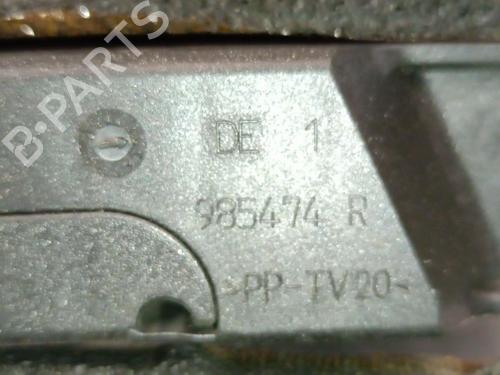 B-PARTS
DE 1
985474 R
>PP-TV20<